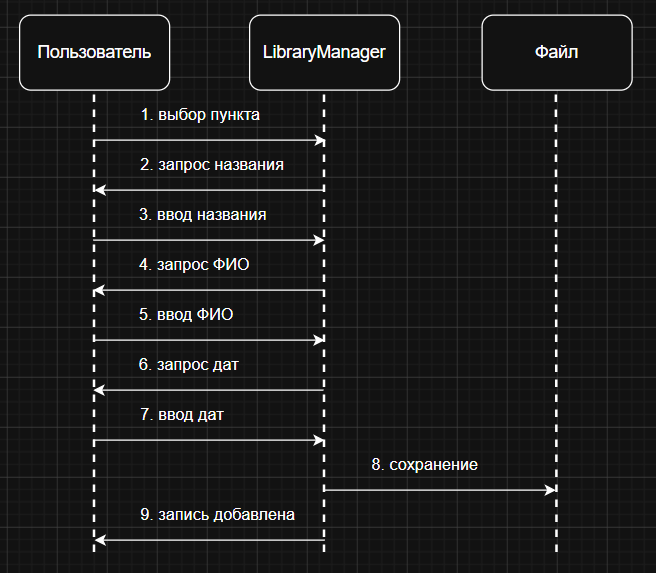 Пользователь
LibraryManager
Файл
1. выбор пункта
2. запрос названия
3. ввод названия
4. запрос ФИО
5. ввод ФИО
6. запрос дат
7. ввод дат
8. сохранение
9. запись добавлена